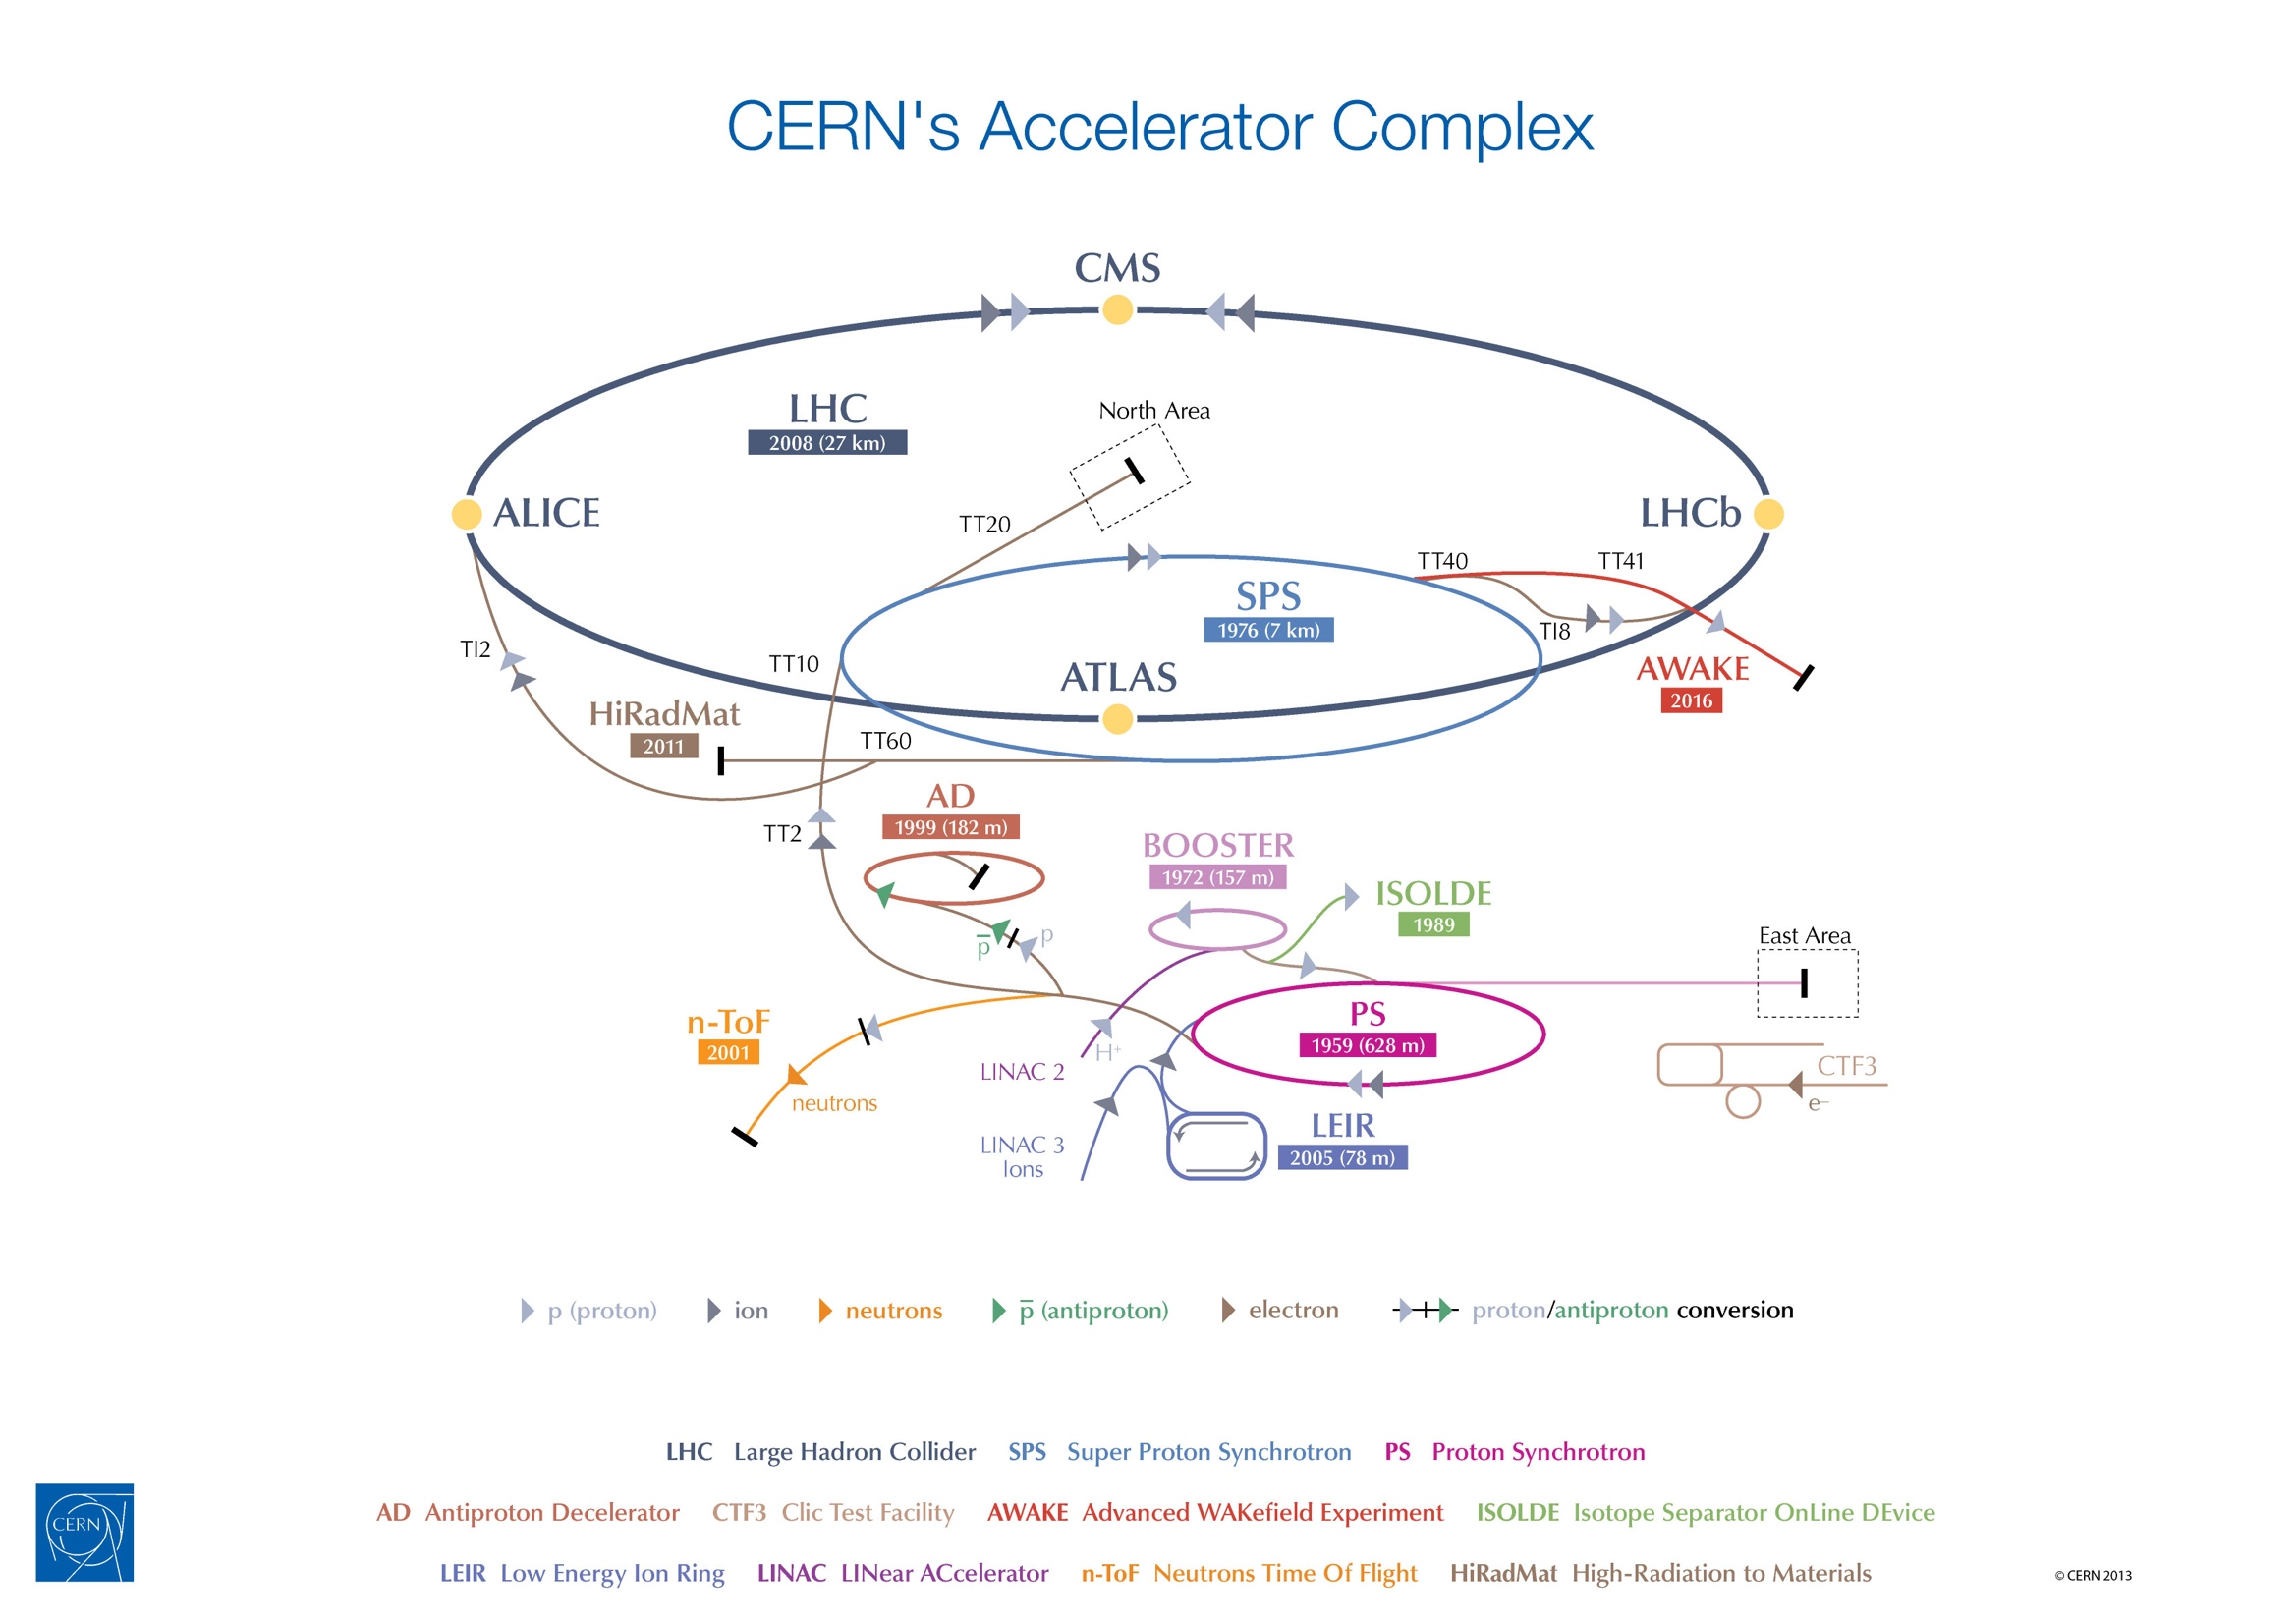 CERN's Accelerator Complex
CMS
LHC
2008 (27 km)
North Area
ALICE
TT20
LHCb
TT40
TT41
SPS
1976 (7 km)
TI8
TI2
TT10
ATLAS
AWAKE
2016
HiRadMat
2011
TT60
AD
1999 (182 m)
TT2
BOOSTER
1972 (157 m)
ISOLDE
1989
p̅
p
East Area
n-ToF
2001
PS
1959 (628 m)
H⁺
LINAC 2
CTF3
e⁻
neutrons
LEIR
2005 (78 m)
LINAC 3
Ions
p (proton) ion neutrons p̅ (antiproton) electron proton/antiproton conversion
LHC Large Hadron Collider SPS Super Proton Synchrotron PS Proton Synchrotron
AD Antiproton Decelerator CTF3 Clic Test Facility AWAKE Advanced WAKefield Experiment ISOLDE Isotope Separator OnLine DEvice
LEIR Low Energy Ion Ring LINAC LINear ACcelerator n-ToF Neutrons Time Of Flight HiRadMat High-Radiation to Materials
CERN
© CERN 2013